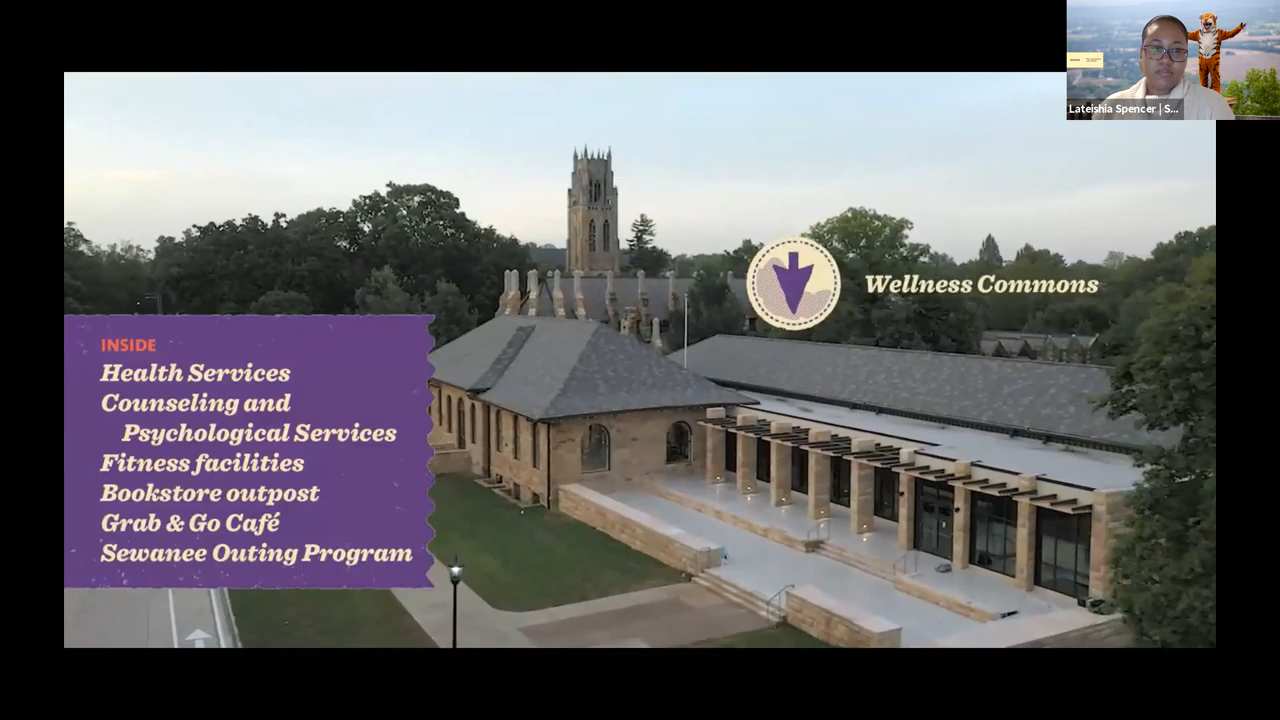 Lateishia Spencer | S...
Wellness Commons
INSIDE
Health Services
Counseling and
Psychological Services
Fitness facilities
Bookstore outpost
Grab & Go Café
Sewanee Outing Program